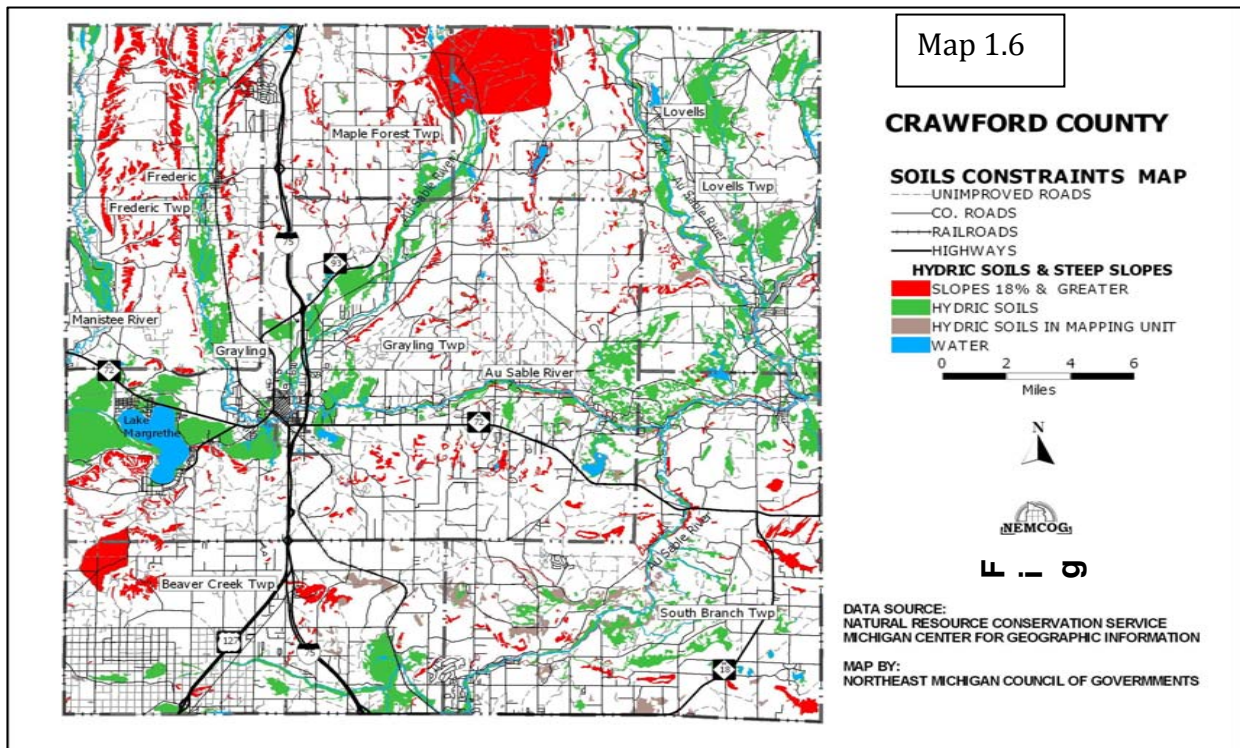 Map 1.6
CRAWFORD COUNTY
SOILS CONSTRAINTS MAP
UNIMPROVED ROADS
CO. ROADS
RAILROADS
HIGHWAYS
HYDRIC SOILS & STEEP SLOPES
SLOPES 18% & GREATER
HYDRIC SOILS
HYDRIC SOILS IN MAPPING UNIT
WATER
0 2 4 6
Miles
N
NEMCOG
Fig
DATA SOURCE:
NATURAL RESOURCE CONSERVATION SERVICE
MICHIGAN CENTER FOR GEOGRAPHIC INFORMATION
MAP BY:
NORTHEAST MICHIGAN COUNCIL OF GOVERNMENTS
Maple Forest Twp
Lovells
Frederic
Lovells Twp
Frederic Twp
Au Sable River
Au Sable River
75
93
Manistee River
Grayling
Grayling Twp
72
Au Sable River
Lake
Margrethe
72
Au Sable River
Beaver Creek Twp
South Branch Twp
127
75
18